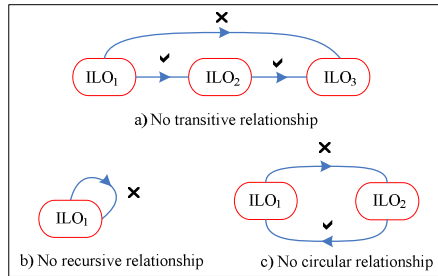 ILO1
ILO2
ILO3
a) No transitive relationship
ILO1
b) No recursive relationship
ILO1
ILO2
c) No circular relationship